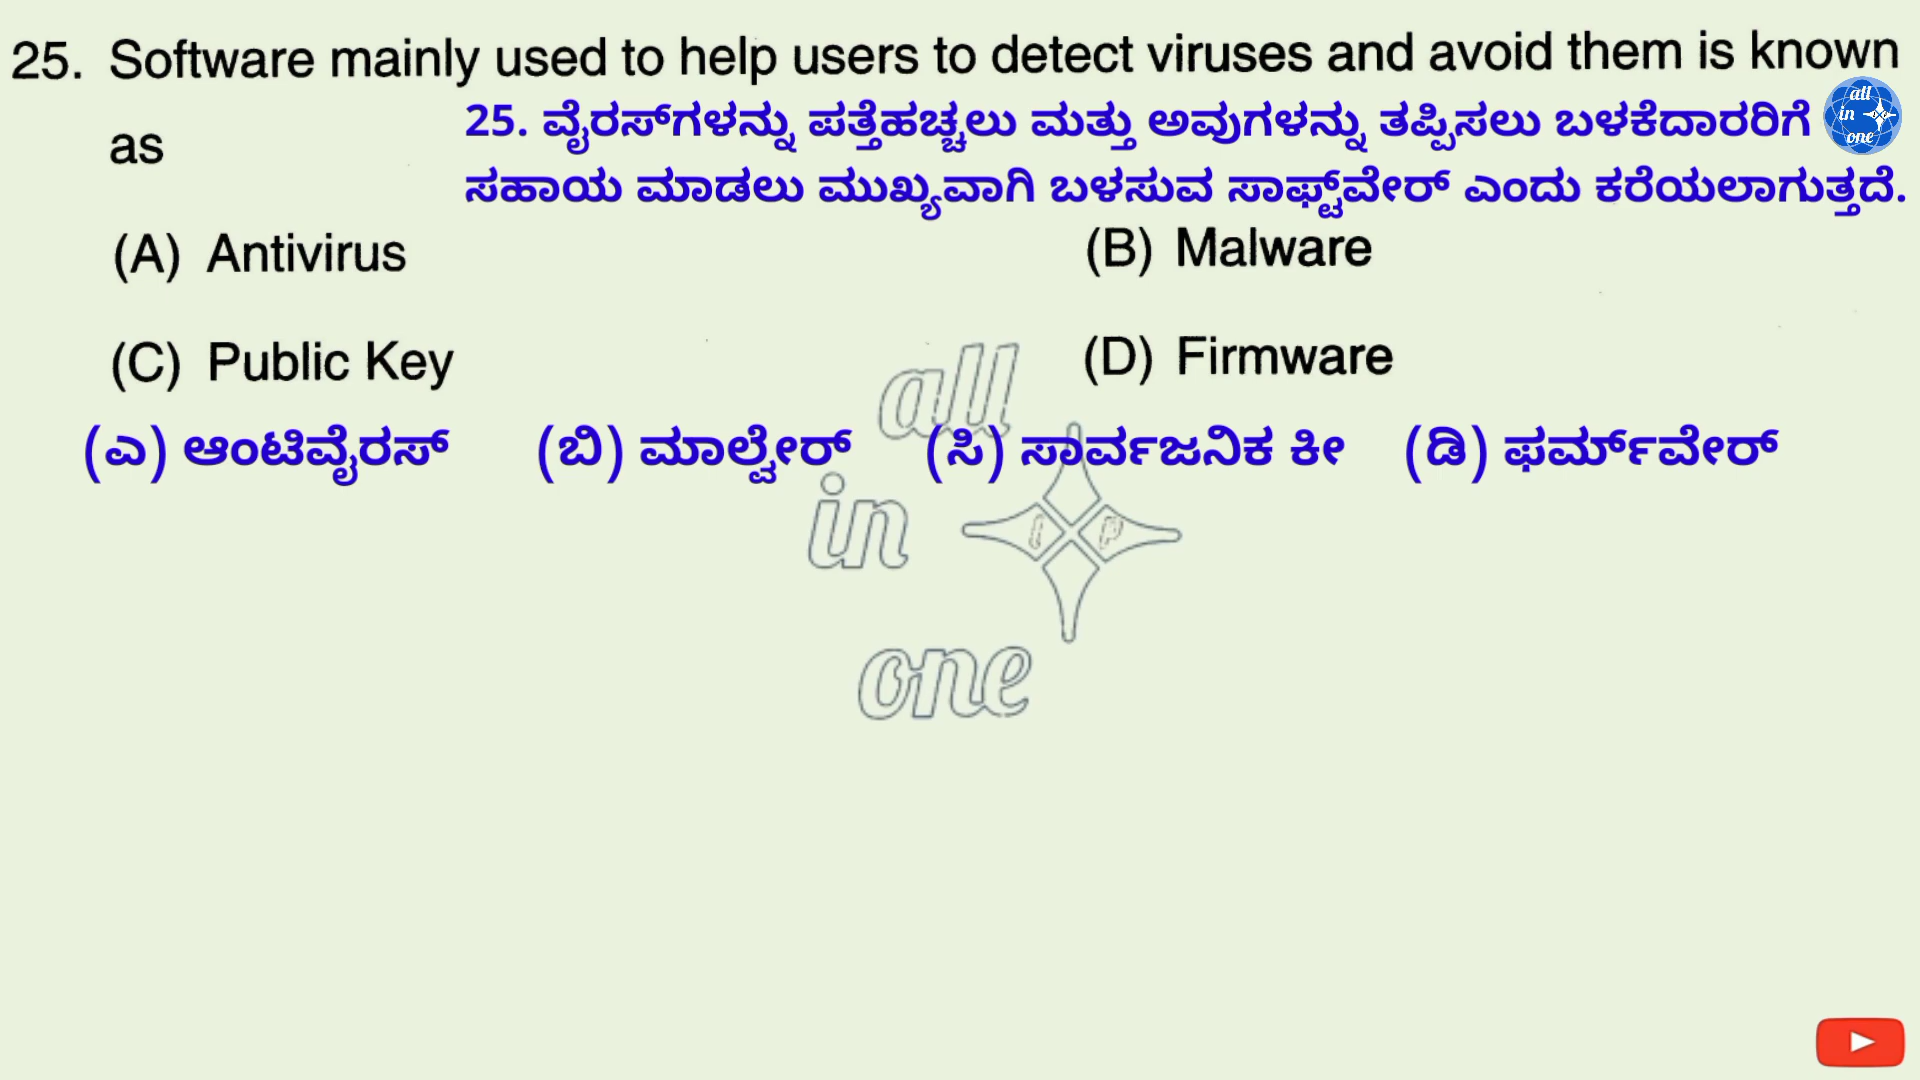 25. Software mainly used to help users to detect viruses and avoid them is known
as
25. ವೈರಸ್‌ಗಳನ್ನು ಪತ್ತೆಹಚ್ಚಲು ಮತ್ತು ಅವುಗಳನ್ನು ತಪ್ಪಿಸಲು ಬಳಕೆದಾರರಿಗೆ
ಸಹಾಯ ಮಾಡಲು ಮುಖ್ಯವಾಗಿ ಬಳಸುವ ಸಾಫ್ಟ್‌ವೇರ್ ಎಂದು ಕರೆಯಲಾಗುತ್ತದೆ.
all
in
one
(A) Antivirus (B) Malware
(C) Public Key (D) Firmware
(ಎ) ಆಂಟಿವೈರಸ್ (ಬಿ) ಮಾಲ್ವೇರ್ (ಸಿ) ಸಾರ್ವಜನಿಕ ಕೀ (ಡಿ) ಫರ್ಮ್‌ವೇರ್
all
in
one